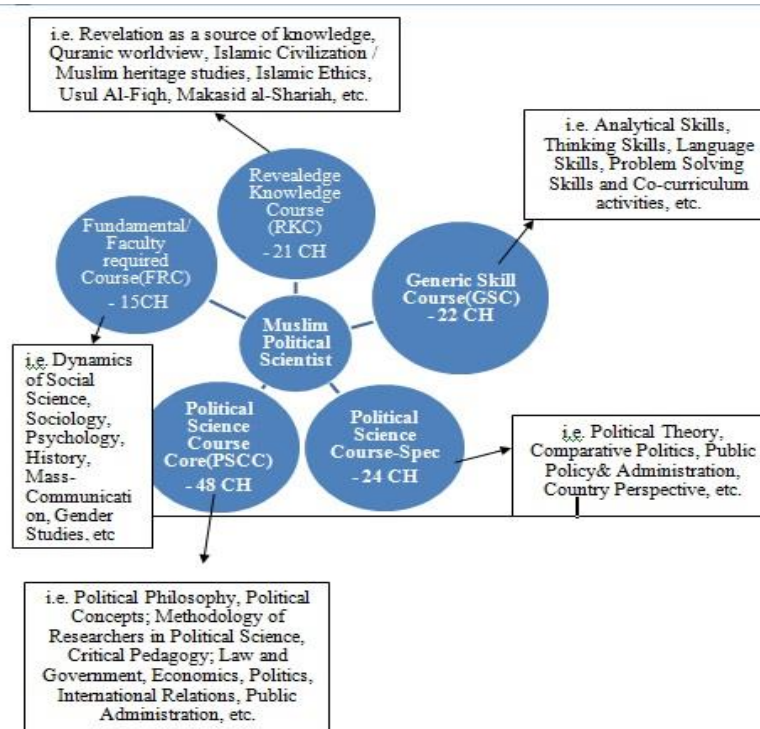 i.e. Revelation as a source of knowledge,
Quranic worldview, Islamic Civilization /
Muslim heritage studies, Islamic Ethics,
Usul Al-Fiqh, Makasid al-Shariah, etc.
i.e. Analytical Skills,
Thinking Skills, Language
Skills, Problem Solving
Skills and Co-curriculum
activities, etc.
Revealedge
Knowledge
Course
(RKC)
- 21 CH
Fundamental/
Faculty
required
Course(FRC)
- 15CH
Generic Skill
Course(GSC)
- 22 CH
Muslim
Political
Scientist
i.e. Dynamics
of Social
Science,
Sociology,
Psychology,
History,
Mass-
Communicati
on, Gender
Studies, etc
Political
Science
Course
Core(PSCC)
- 48 CH
Political
Science
Course-Spec
- 24 CH
i.e. Political Theory,
Comparative Politics, Public
Policy& Administration,
Country Perspective, etc.
i.e. Political Philosophy, Political
Concepts; Methodology of
Researchers in Political Science,
Critical Pedagogy; Law and
Government, Economics, Politics,
International Relations, Public
Administration, etc.